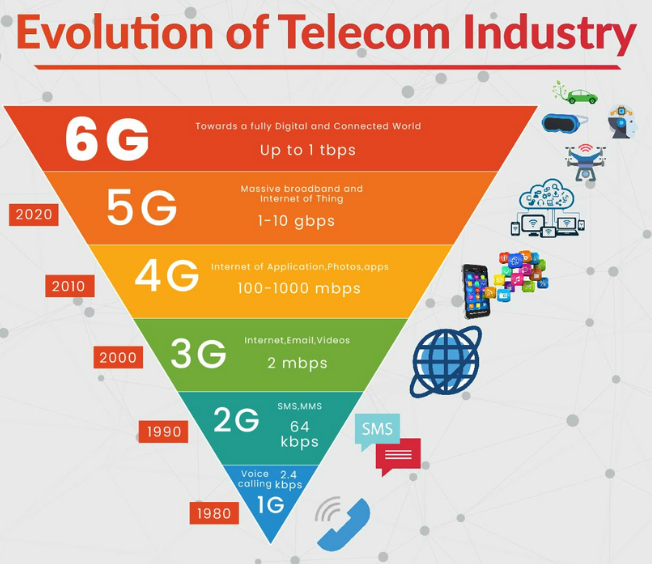 Evolution of Telecom Industry
6G
Towards a fully Digital and Connected World
Up to 1 tbps
2020
5G
Massive broadband and
Internet of Thing
1-10 gbps
2010
4G
Internet of Application,Photos,apps
100-1000 mbps
2000
3G
Internet,Email,Videos
2 mbps
1990
2G
SMS,MMS
64
kbps
SMS
Voice 2.4
calling kbps
1G
1980